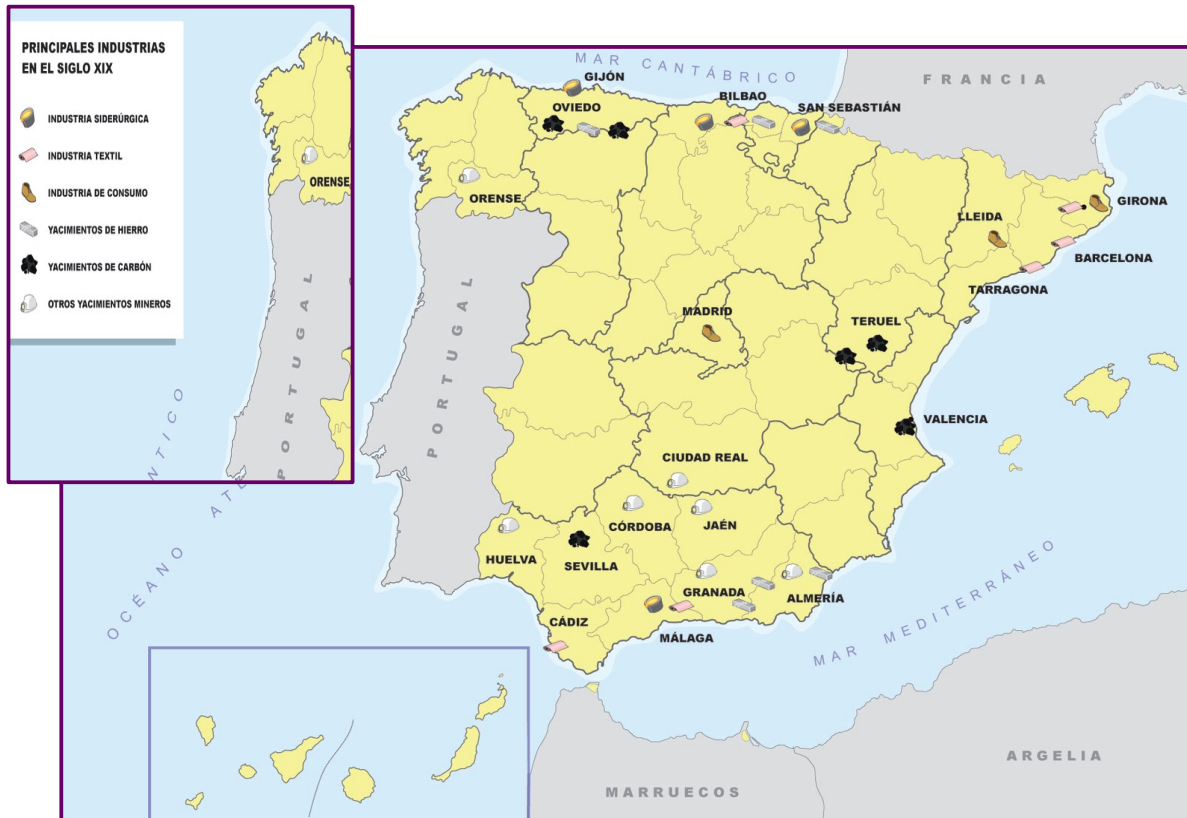 PRINCIPALES INDUSTRIAS
EN EL SIGLO XIX
INDUSTRIA SIDERÚRGICA
INDUSTRIA TEXTIL
INDUSTRIA DE CONSUMO
YACIMIENTOS DE HIERRO
YACIMIENTOS DE CARBÓN
OTROS YACIMIENTOS MINEROS
ORENSE
PORTUGAL
MAR CANTÁBRICO
FRANCIA
GIJÓN
OVIEDO
BILBAO
SAN SEBASTIÁN
ORENSE
GIRONA
LLEIDA
BARCELONA
TARRAGONA
MADRID
TERUEL
PORTUGAL
VALENCIA
CIUDAD REAL
CÓRDOBA
JAÉN
HUELVA
SEVILLA
GRANADA
ALMERÍA
CÁDIZ
MÁLAGA
OCÉANO ATL
NTICO
MAR MEDITERRÁNEO
MARRUECOS
ARGELIA